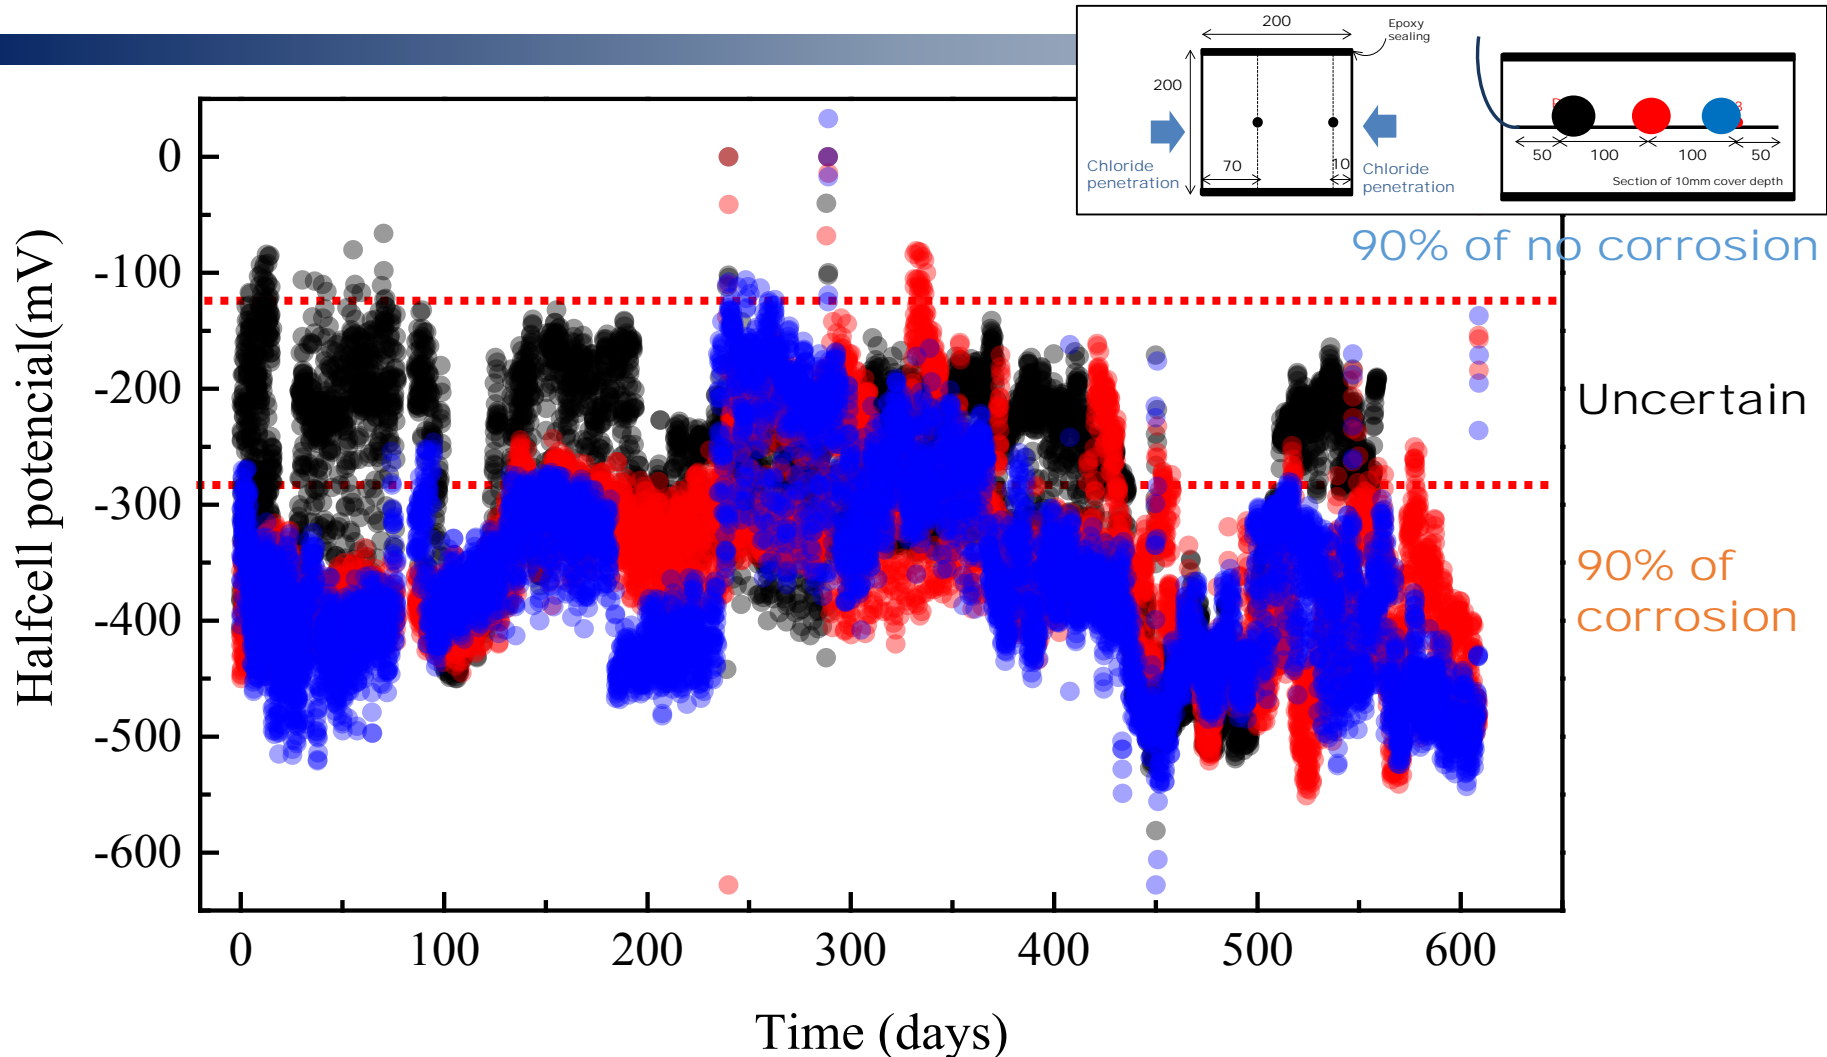 200
Epoxy
sealing
200
Chloride
penetration
70
10
Chloride
penetration
3
50
100
100
50
Section of 10mm cover depth
Halfcell potencial(mV)
0
-100
-200
-300
-400
-500
-600
90% of no corrosion
Uncertain
90% of
corrosion
0
100
200
300
400
500
600
Time (days)